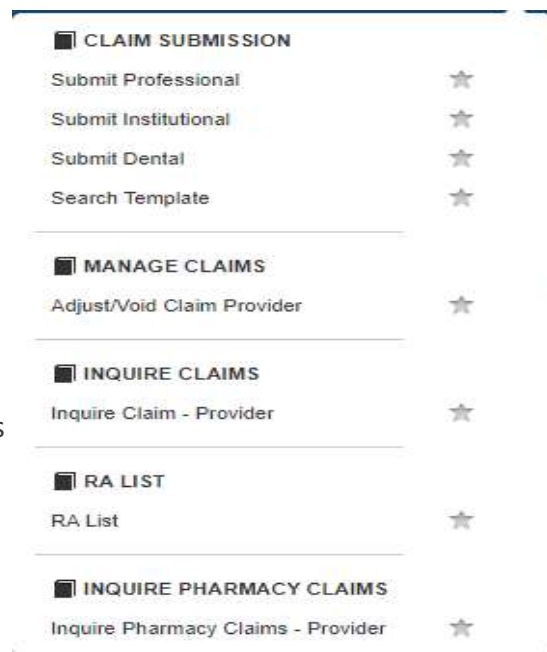 CLAIM SUBMISSION
Submit Professional
Submit Institutional
Submit Dental
Search Template
MANAGE CLAIMS
Adjust/Void Claim Provider
INQUIRE CLAIMS
Inquire Claim - Provider
s
RA LIST
RA List
INQUIRE PHARMACY CLAIMS
Inquire Pharmacy Claims - Provider